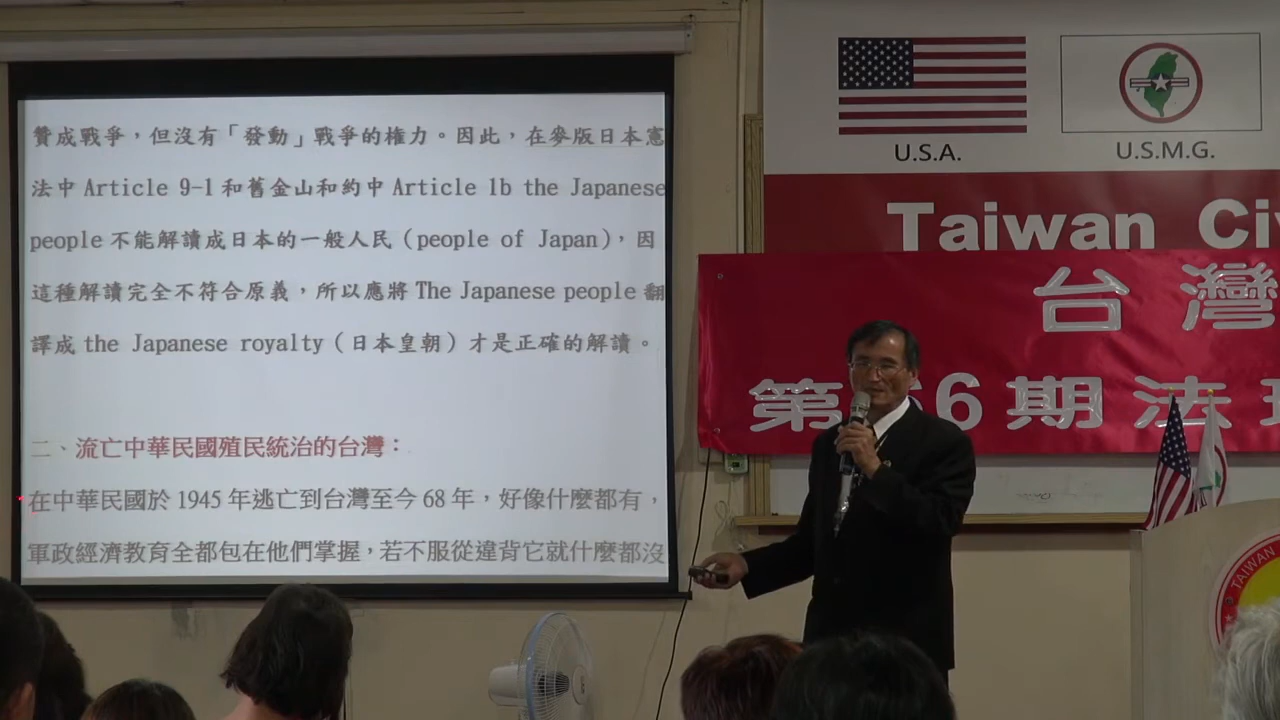 贊成戰爭，但沒有「發動」戰爭的權力。因此，在麥版日本憲
法中 Article 9-1 和舊金山和約中 Article 1b the Japanese
people 不能解讀成日本的一般人民（people of Japan），因
這種解讀完全不符合原義，所以應將 The Japanese people 翻
譯成 the Japanese royalty（日本皇朝）才是正確的解讀。
二、流亡中華民國殖民統治的台灣：
在中華民國於 1945 年逃亡到台灣至今 68 年，好像什麼都有，
軍政經濟教育全都包在他們掌握，若不服從違背它就什麼都沒
U.S.A.
U.S.M.G.
Taiwan Ci
台灣
第 6期法
TAIWAN